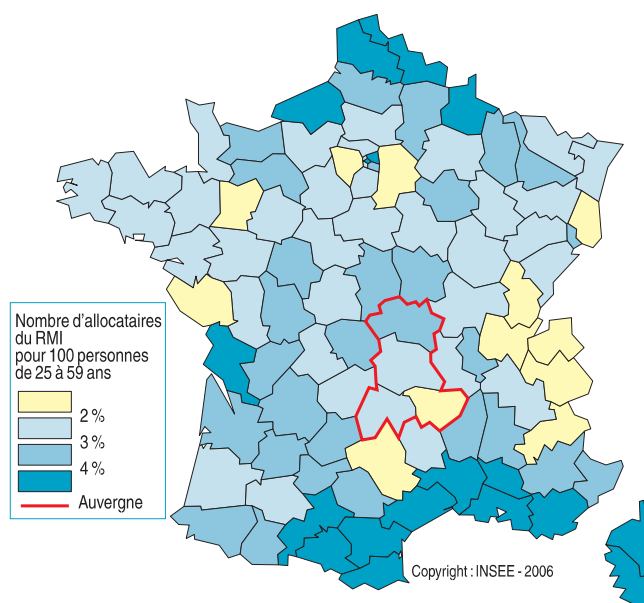 Nombre d'allocataires
du RMI
pour 100 personnes
de 25 à 59 ans
2 %
3 %
4 %
Auvergne
Copyright : INSEE - 2006